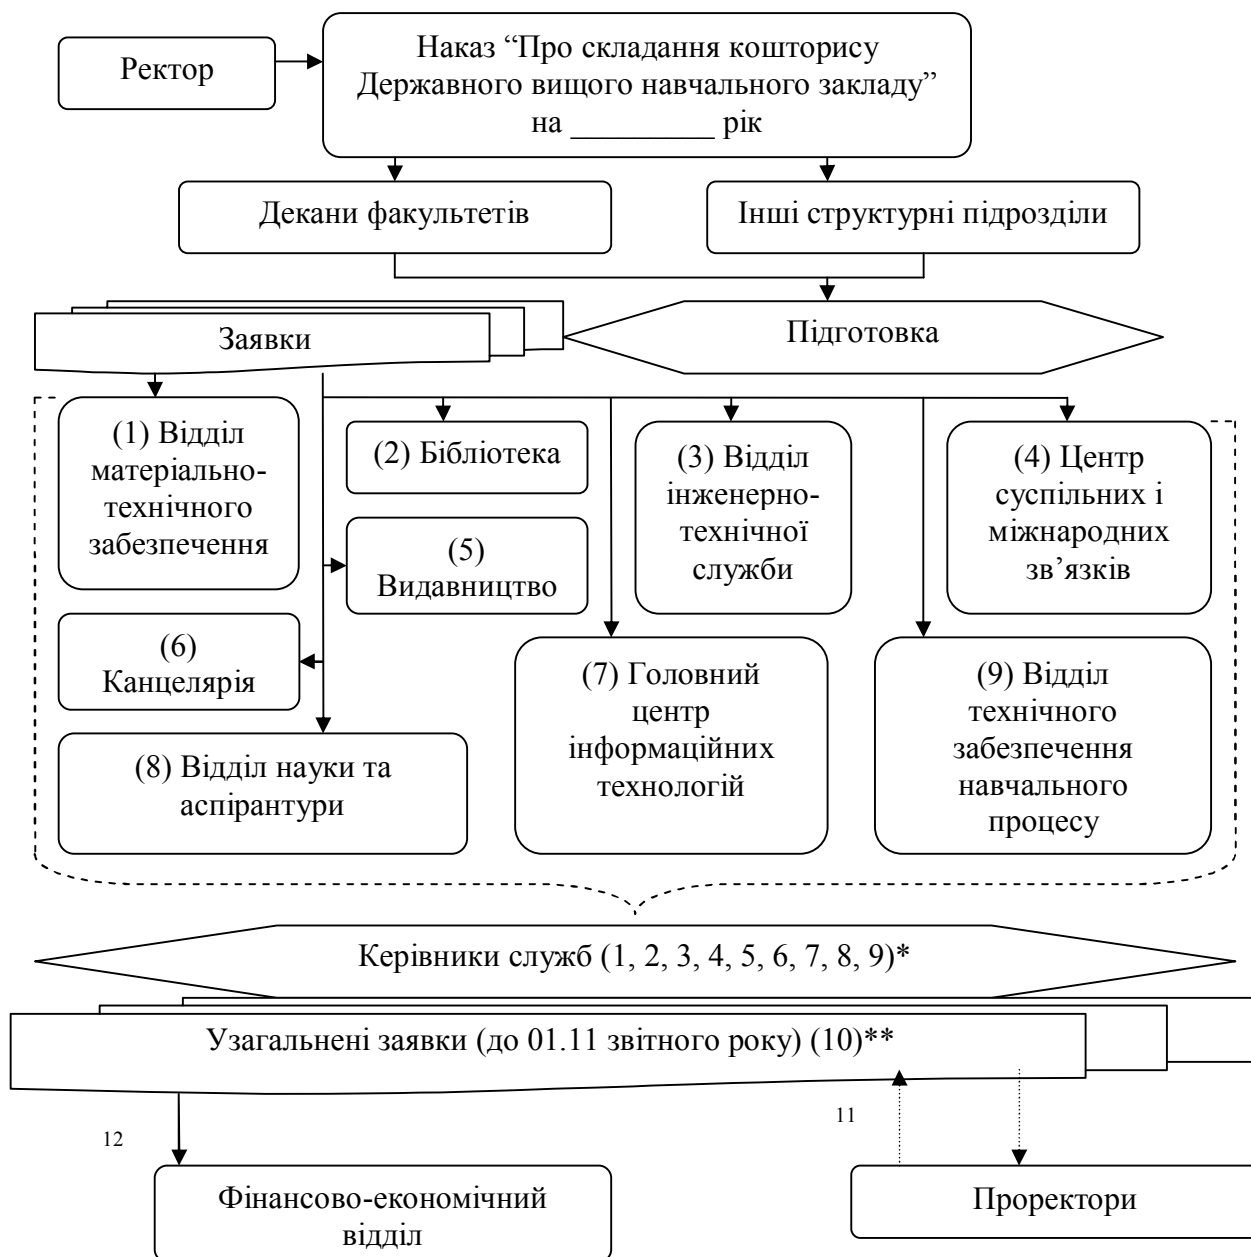 Ректор
Наказ “Про складання кошторису
Державного вищого навчального закладу”
на _________ рік
Декани факультетів
Інші структурні підрозділи
Заявки
Підготовка
(1) Відділ
матеріально-
технічного
забезпечення
(2) Бібліотека
(3) Відділ
інженерно-
технічної
служби
(4) Центр
суспільних і
міжнародних
зв’язків
(5)
Видавництво
(6)
Канцелярія
(7) Головний
центр
інформаційних
технологій
(8) Відділ науки та
аспірантури
(9) Відділ
технічного
забезпечення
навчального
процесу
Керівники служб (1, 2, 3, 4, 5, 6, 7, 8, 9)*
Узагальнені заявки (до 01.11 звітного року) (10)**
12
11
Фінансово-економічний
відділ
Проректори